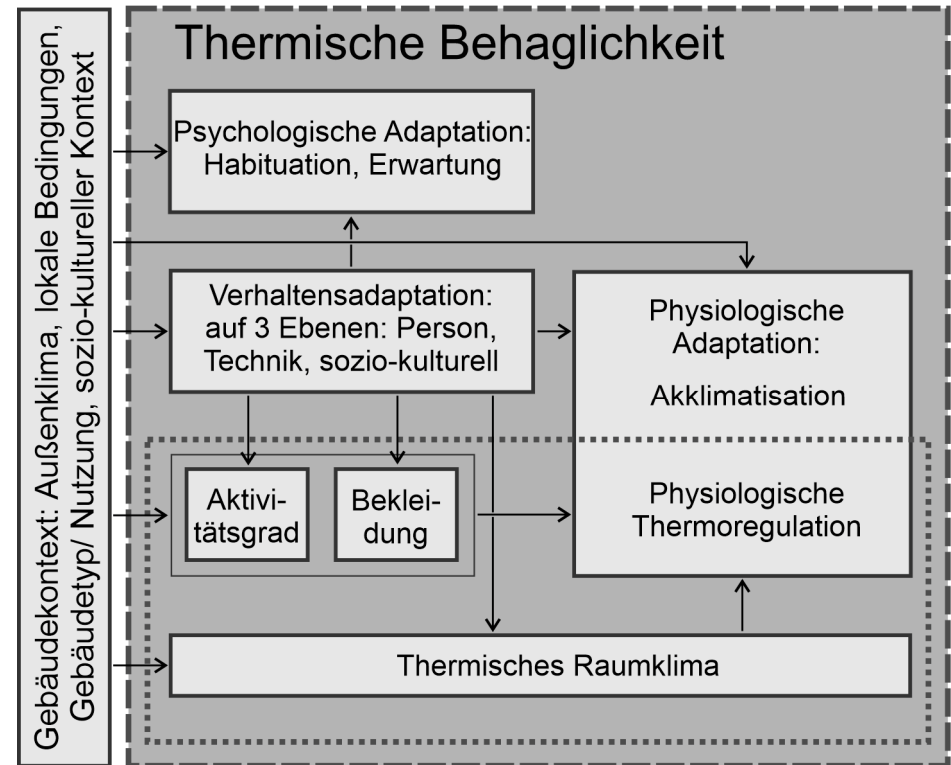 Gebäudekontext: Außenklima, lokale Bedingungen,
Gebäudetyp/ Nutzung, sozio-kultureller Kontext
Thermische Behaglichkeit
Psychologische Adaptation:
Habituation, Erwartung
Verhaltensadaptation:
auf 3 Ebenen: Person,
Technik, sozio-kulturell
Physiologische
Adaptation:
Akklimatisation
Aktivi-
tätsgrad
Beklei-
dung
Physiologische
Thermoregulation
Thermisches Raumklima